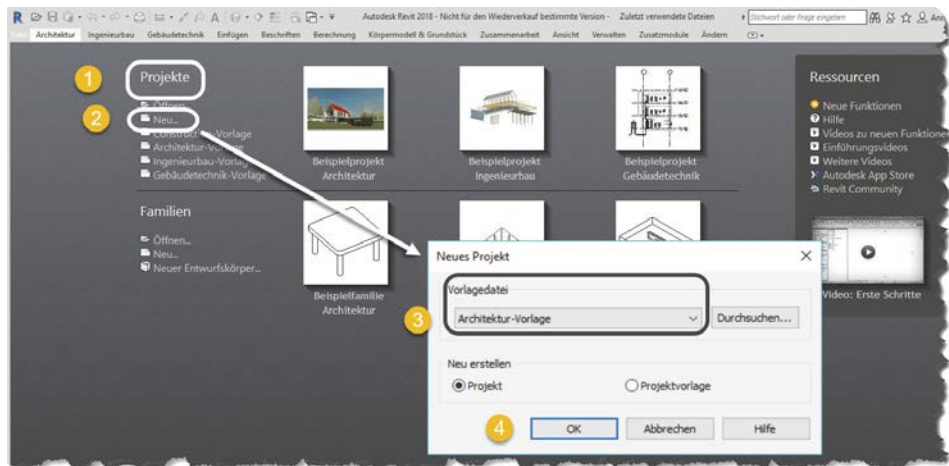 Autodesk Revit 2018 - Nicht für den Wiederverkauf bestimmte Version - Zuletzt verwendete Dateien
Stichwort oder Frage eingeben
Architektur Ingenieurbau Gebäudetechnik Einfügen Beschriften Berechnung Körpermodell & Grundstück Zusammenarbeit Ansicht Verwalten Zusatzmodule Ändern
1
Projekte
Öffnen...
2
Neu...
Construction-Vorlage
Architektur-Vorlage
Ingenieurbau-Vorlage
Gebäudetechnik-Vorlage
Beispielprojekt
Architektur
Beispielprojekt
Ingenieurbau
Beispielprojekt
Gebäudetechnik
Ressourcen
Neue Funktionen
Hilfe
Videos zu neuen Funktionen
Einführungsvideos
Weitere Videos
Autodesk App Store
Revit Community
Video: Erste Schritte
Familien
Öffnen...
Neu...
Neuer Entwurfskörper...
Beispielfamilie
Architektur
Neues Projekt
Vorlagedatei
3
Architektur-Vorlage
Durchsuchen...
Neu erstellen
Projekt
Projektvorlage
4
OK
Abbrechen
Hilfe